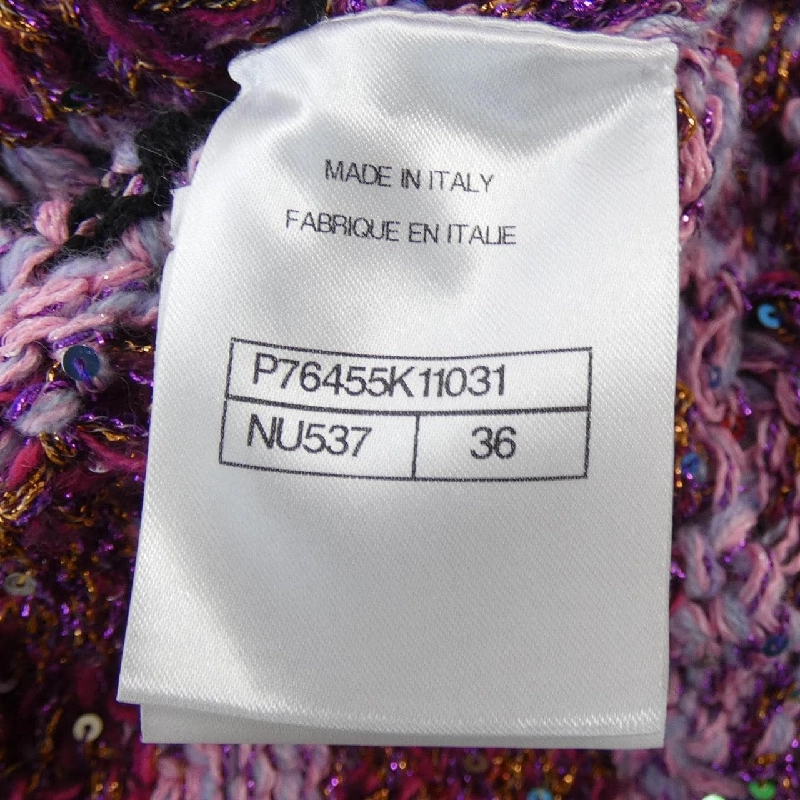 MADE IN ITALY
FABRIQUE EN ITALIE
P76455K11031
NU537 36